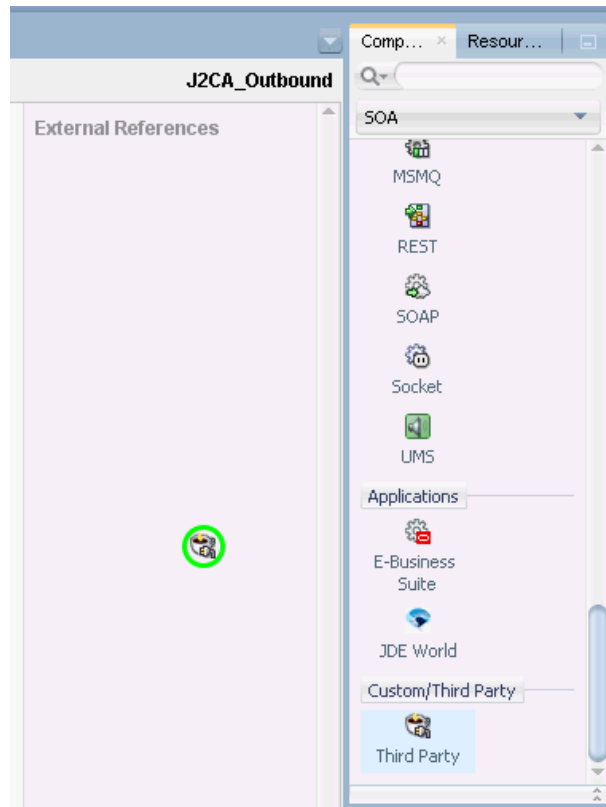 Comp...
Resour...
J2CA_Outbound
External References
SOA
MSMQ
REST
SOAP
Socket
UMS
Applications
E-Business
Suite
JDE World
Custom/Third Party
Third Party